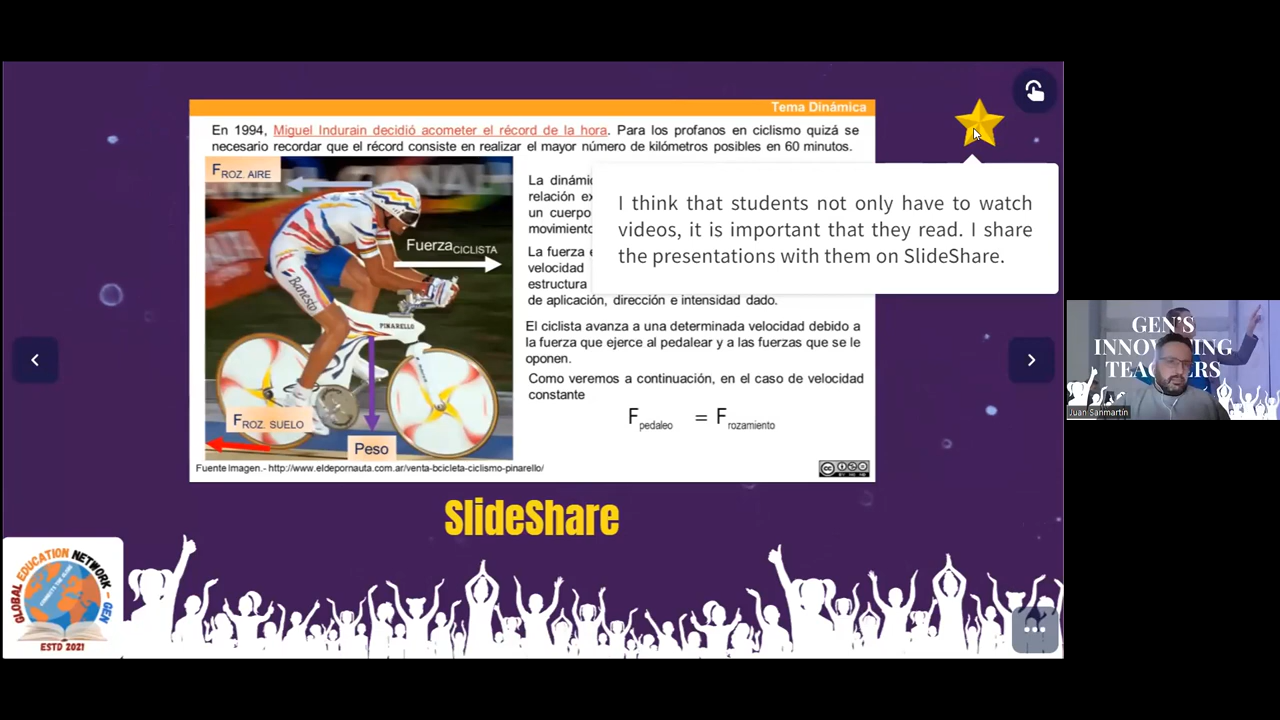 Tema Dinámica
En 1994, Miguel Indurain decidió acometer el récord de la hora. Para los profanos en ciclismo quizá se
necesario recordar que el récord consiste en realizar el mayor número de kilómetros posibles en 60 minutos.
FROZ. AIRE
FuerzaCICLISTA
Banesto
PINARELLO
FROZ. SUELO
Peso
La dinámic
relación ex
un cuerpo
movimiento
La fuerza e
velocidad
estructura
de aplicación, dirección e intensidad dado.
El ciclista avanza a una determinada velocidad debido a
la fuerza que ejerce al pedalear y a las fuerzas que se le
oponen.
Como veremos a continuación, en el caso de velocidad
constante
Fpedaleo = Frozamiento
Fuente Imagen.- http://www.eldepornauta.com.ar/venta-bcicleta-ciclismo-pinarello/
I think that students not only have to watch
videos, it is important that they read. I share
the presentations with them on SlideShare.
SlideShare
GLOBAL EDUCATION NETWORK - GEN
ESTD 2021
GEN'S
INNOVATING
TEACHERS
Juan Sanmartín